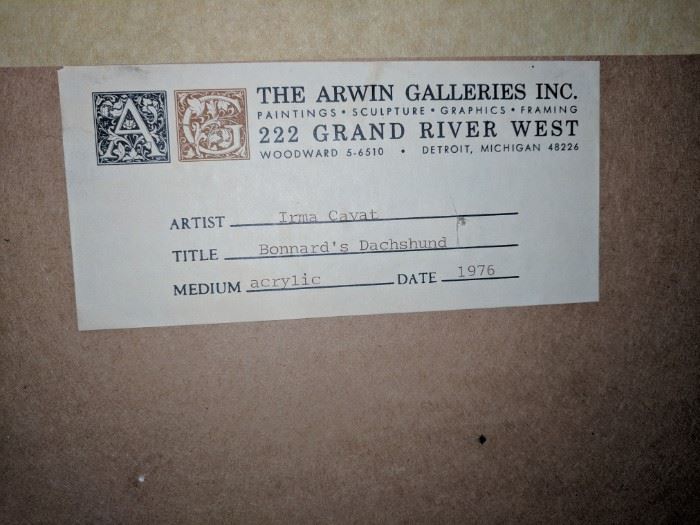 A G THE ARWIN GALLERIES INC.
PAINTINGS • SCULPTURE • GRAPHICS • FRAMING
222 GRAND RIVER WEST
WOODWARD 5-6510 • DETROIT, MICHIGAN 48226
ARTIST Irma Cavat
TITLE Bonnard's Dachshund
MEDIUM acrylic DATE 1976